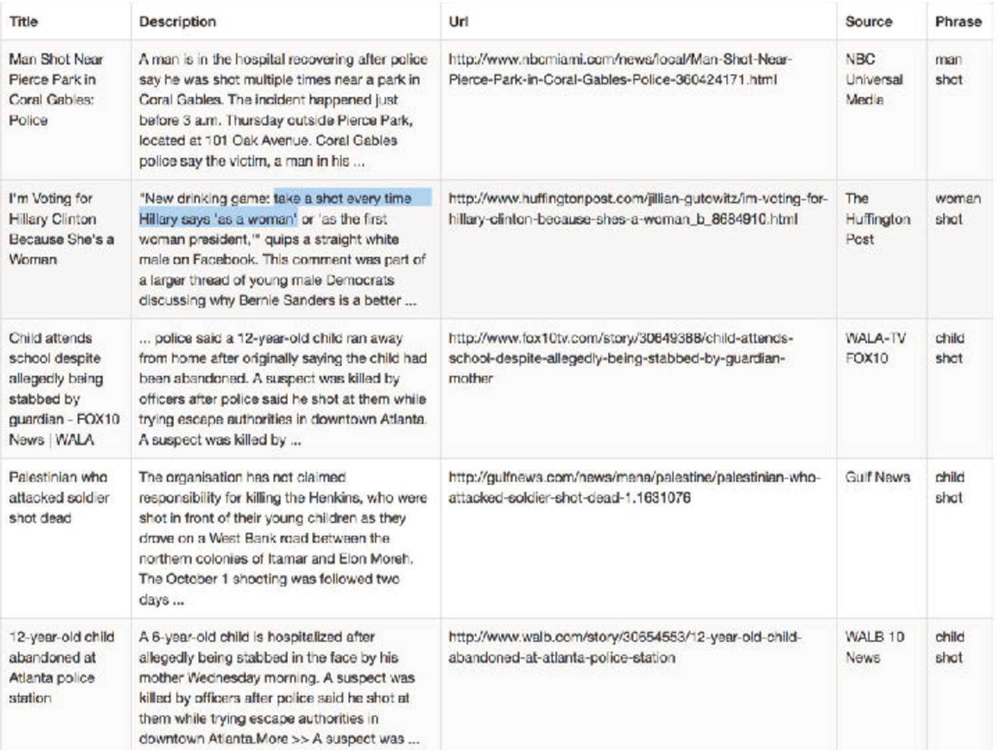 Title Description Url Source Phrase
Man Shot Near
Pierce Park in
Coral Gables:
Police
A man is in the hospital recovering after police
say he was shot multiple times near a park in
Coral Gables. The incident happened just
before 3 a.m. Thursday outside Pierce Park,
located at 101 Oak Avenue. Coral Gables
police say the victim, a man in his ...
http://www.nbcmiami.com/news/local/Man-Shot-Near-
Pierce-Park-in-Coral-Gables-Police-360424171.html
NBC
Universal
Media
man
shot
I'm Voting for
Hillary Clinton
Because She's a
Woman
"New drinking game: take a shot every time
Hillary says 'as a woman' or 'as the first
woman president,'" quips a straight white
male on Facebook. This comment was part of
a larger thread of young male Democrats
discussing why Bernie Sanders is a better ...
http://www.huffingtonpost.com/jillian-gutowitz/im-voting-for-
hillary-clinton-because-shes-a-woman_b_8684910.html
The
Huffington
Post
woman
shot
Child attends
school despite
allegedly being
stabbed by
guardian - FOX10
News | WALA
... police said a 12-year-old child ran away
from home after originally saying the child had
been abandoned. A suspect was killed by
officers after police said he shot at them while
trying escape authorities in downtown Atlanta.
A suspect was killed by ...
http://www.fox10tv.com/story/30649388/child-attends-
school-despite-allegedly-being-stabbed-by-guardian-
mother
WALA-TV
FOX10
child
shot
Palestinian who
attacked soldier
shot dead
The organisation has not claimed
responsibility for killing the Henkins, who were
shot in front of their young children as they
drove on a West Bank road between the
northern colonies of Itamar and Elon Moreh.
The October 1 shooting was followed two
days ...
http://gulfnews.com/news/mena/palestine/palestinian-who-
attacked-soldier-shot-dead-1.1631076
Gulf News
child
shot
12-year-old child
abandoned at
Atlanta police
station
A 6-year-old child is hospitalized after
allegedly being stabbed in the face by his
mother Wednesday morning. A suspect was
killed by officers after police said he shot at
them while trying escape authorities in
downtown Atlanta.More >> A suspect was ...
http://www.walb.com/story/30654553/12-year-old-child-
abandoned-at-atlanta-police-station
WALB 10
News
child
shot